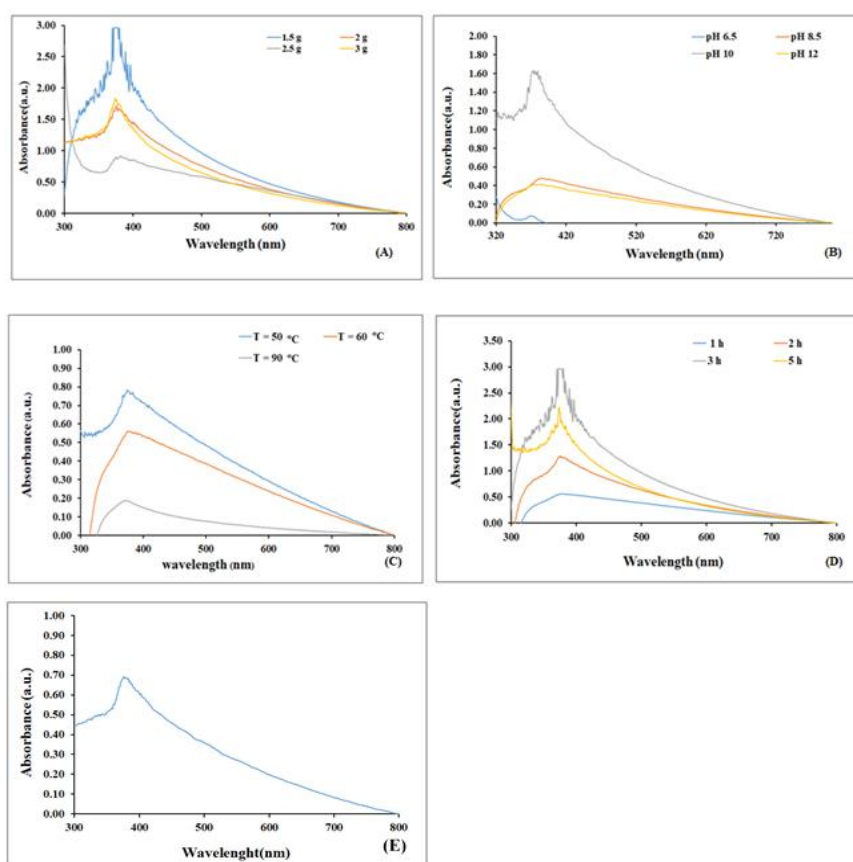 3.00
2.50
2.00
1.50
1.00
0.50
0.00
Absorbance(a.u.)
1.5 g
2 g
2.5 g
3 g
300 400 500 600 700 800
Wavelength (nm)
(A)
2.00
1.80
1.60
1.40
1.20
1.00
0.80
0.60
0.40
0.20
0.00
Absorbance (a.u.)
pH 6.5
pH 8.5
pH 10
pH 12
320 420 520 620 720
Wavelength (nm)
(B)
1.00
0.90
0.80
0.70
0.60
0.50
0.40
0.30
0.20
0.10
0.00
Absorbance (a.u.)
T = 50 °C
T = 60 °C
T = 90 °C
300 400 500 600 700 800
wavelength (nm)
(C)
3.50
3.00
2.50
2.00
1.50
1.00
0.50
0.00
Absorbance(a.u.)
1 h
2 h
3 h
5 h
300 400 500 600 700 800
Wavelength (nm)
(D)
1.00
0.90
0.80
0.70
0.60
0.50
0.40
0.30
0.20
0.10
0.00
Absorbance (a.u.)
300 400 500 600 700 800
Wavelenght(nm)
(E)